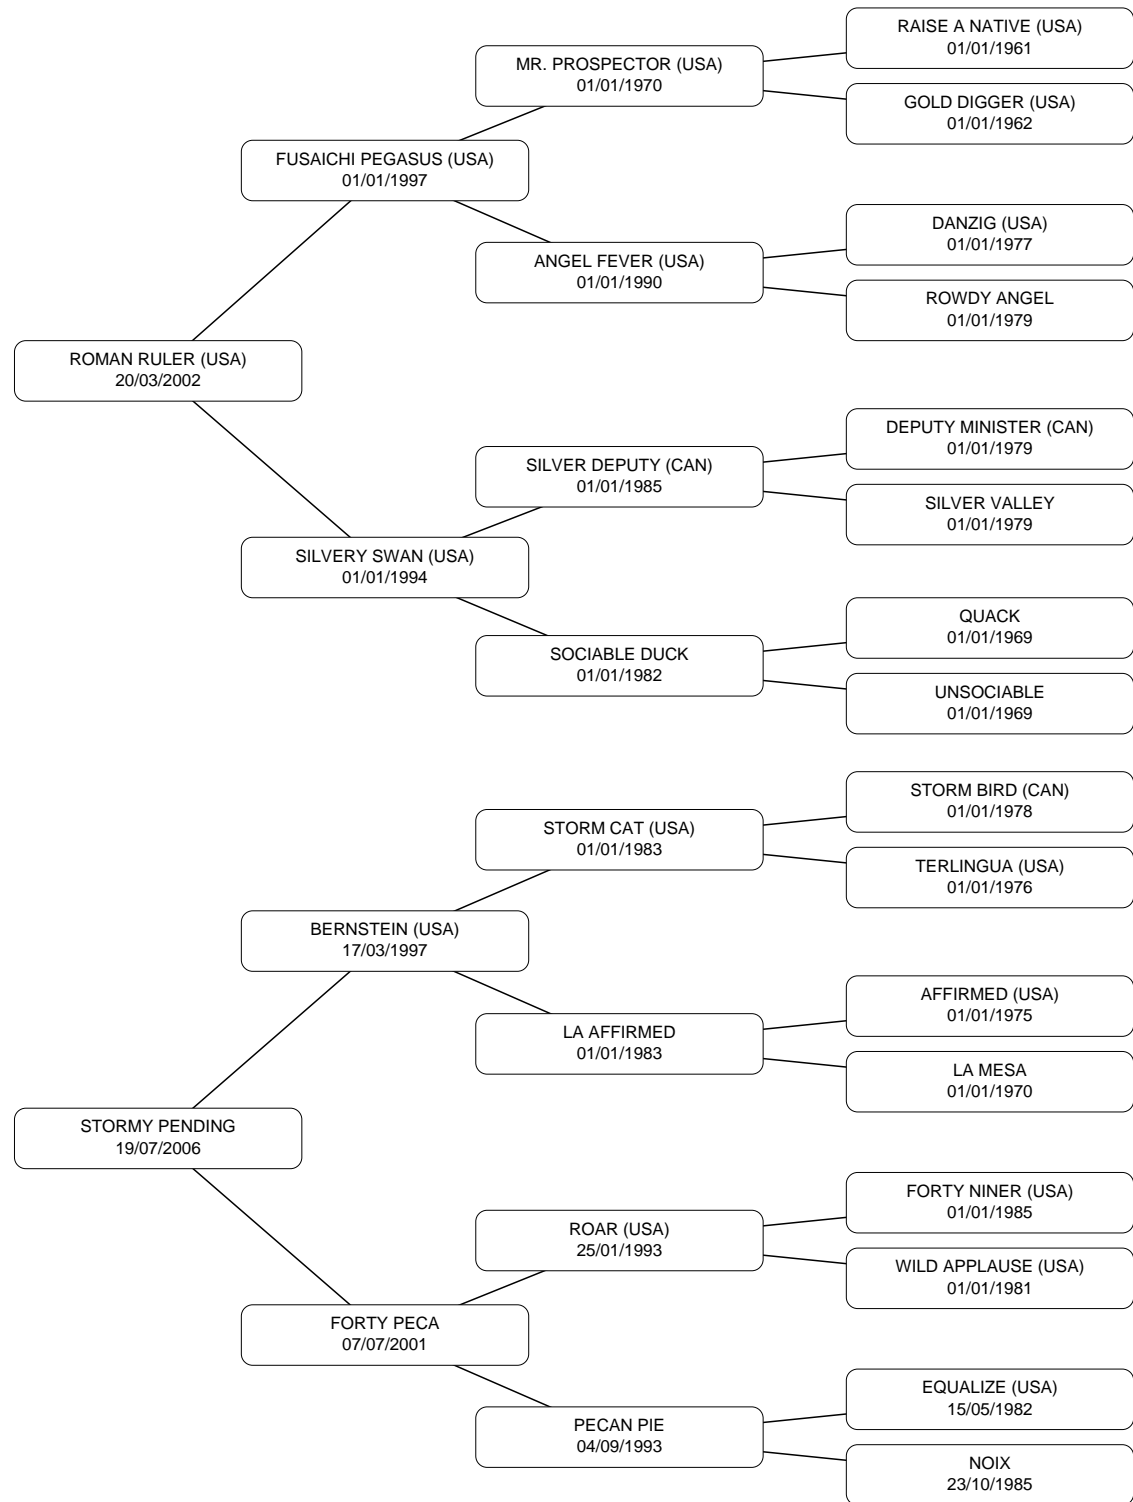 RAISE A NATIVE (USA)
01/01/1961
MR. PROSPECTOR (USA)
01/01/1970
GOLD DIGGER (USA)
01/01/1962
FUSAICHI PEGASUS (USA)
01/01/1997
DANZIG (USA)
01/01/1977
ANGEL FEVER (USA)
01/01/1990
ROWDY ANGEL
01/01/1979
ROMAN RULER (USA)
20/03/2002
DEPUTY MINISTER (CAN)
01/01/1979
SILVER DEPUTY (CAN)
01/01/1985
SILVER VALLEY
01/01/1979
SILVERY SWAN (USA)
01/01/1994
QUACK
01/01/1969
SOCIABLE DUCK
01/01/1982
UNSOCIABLE
01/01/1969
STORM BIRD (CAN)
01/01/1978
STORM CAT (USA)
01/01/1983
TERLINGUA (USA)
01/01/1976
BERNSTEIN (USA)
17/03/1997
AFFIRMED (USA)
01/01/1975
LA AFFIRMED
01/01/1983
LA MESA
01/01/1970
STORMY PENDING
19/07/2006
FORTY NINER (USA)
01/01/1985
ROAR (USA)
25/01/1993
WILD APPLAUSE (USA)
01/01/1981
FORTY PECA
07/07/2001
EQUALIZE (USA)
15/05/1982
PECAN PIE
04/09/1993
NOIX
23/10/1985